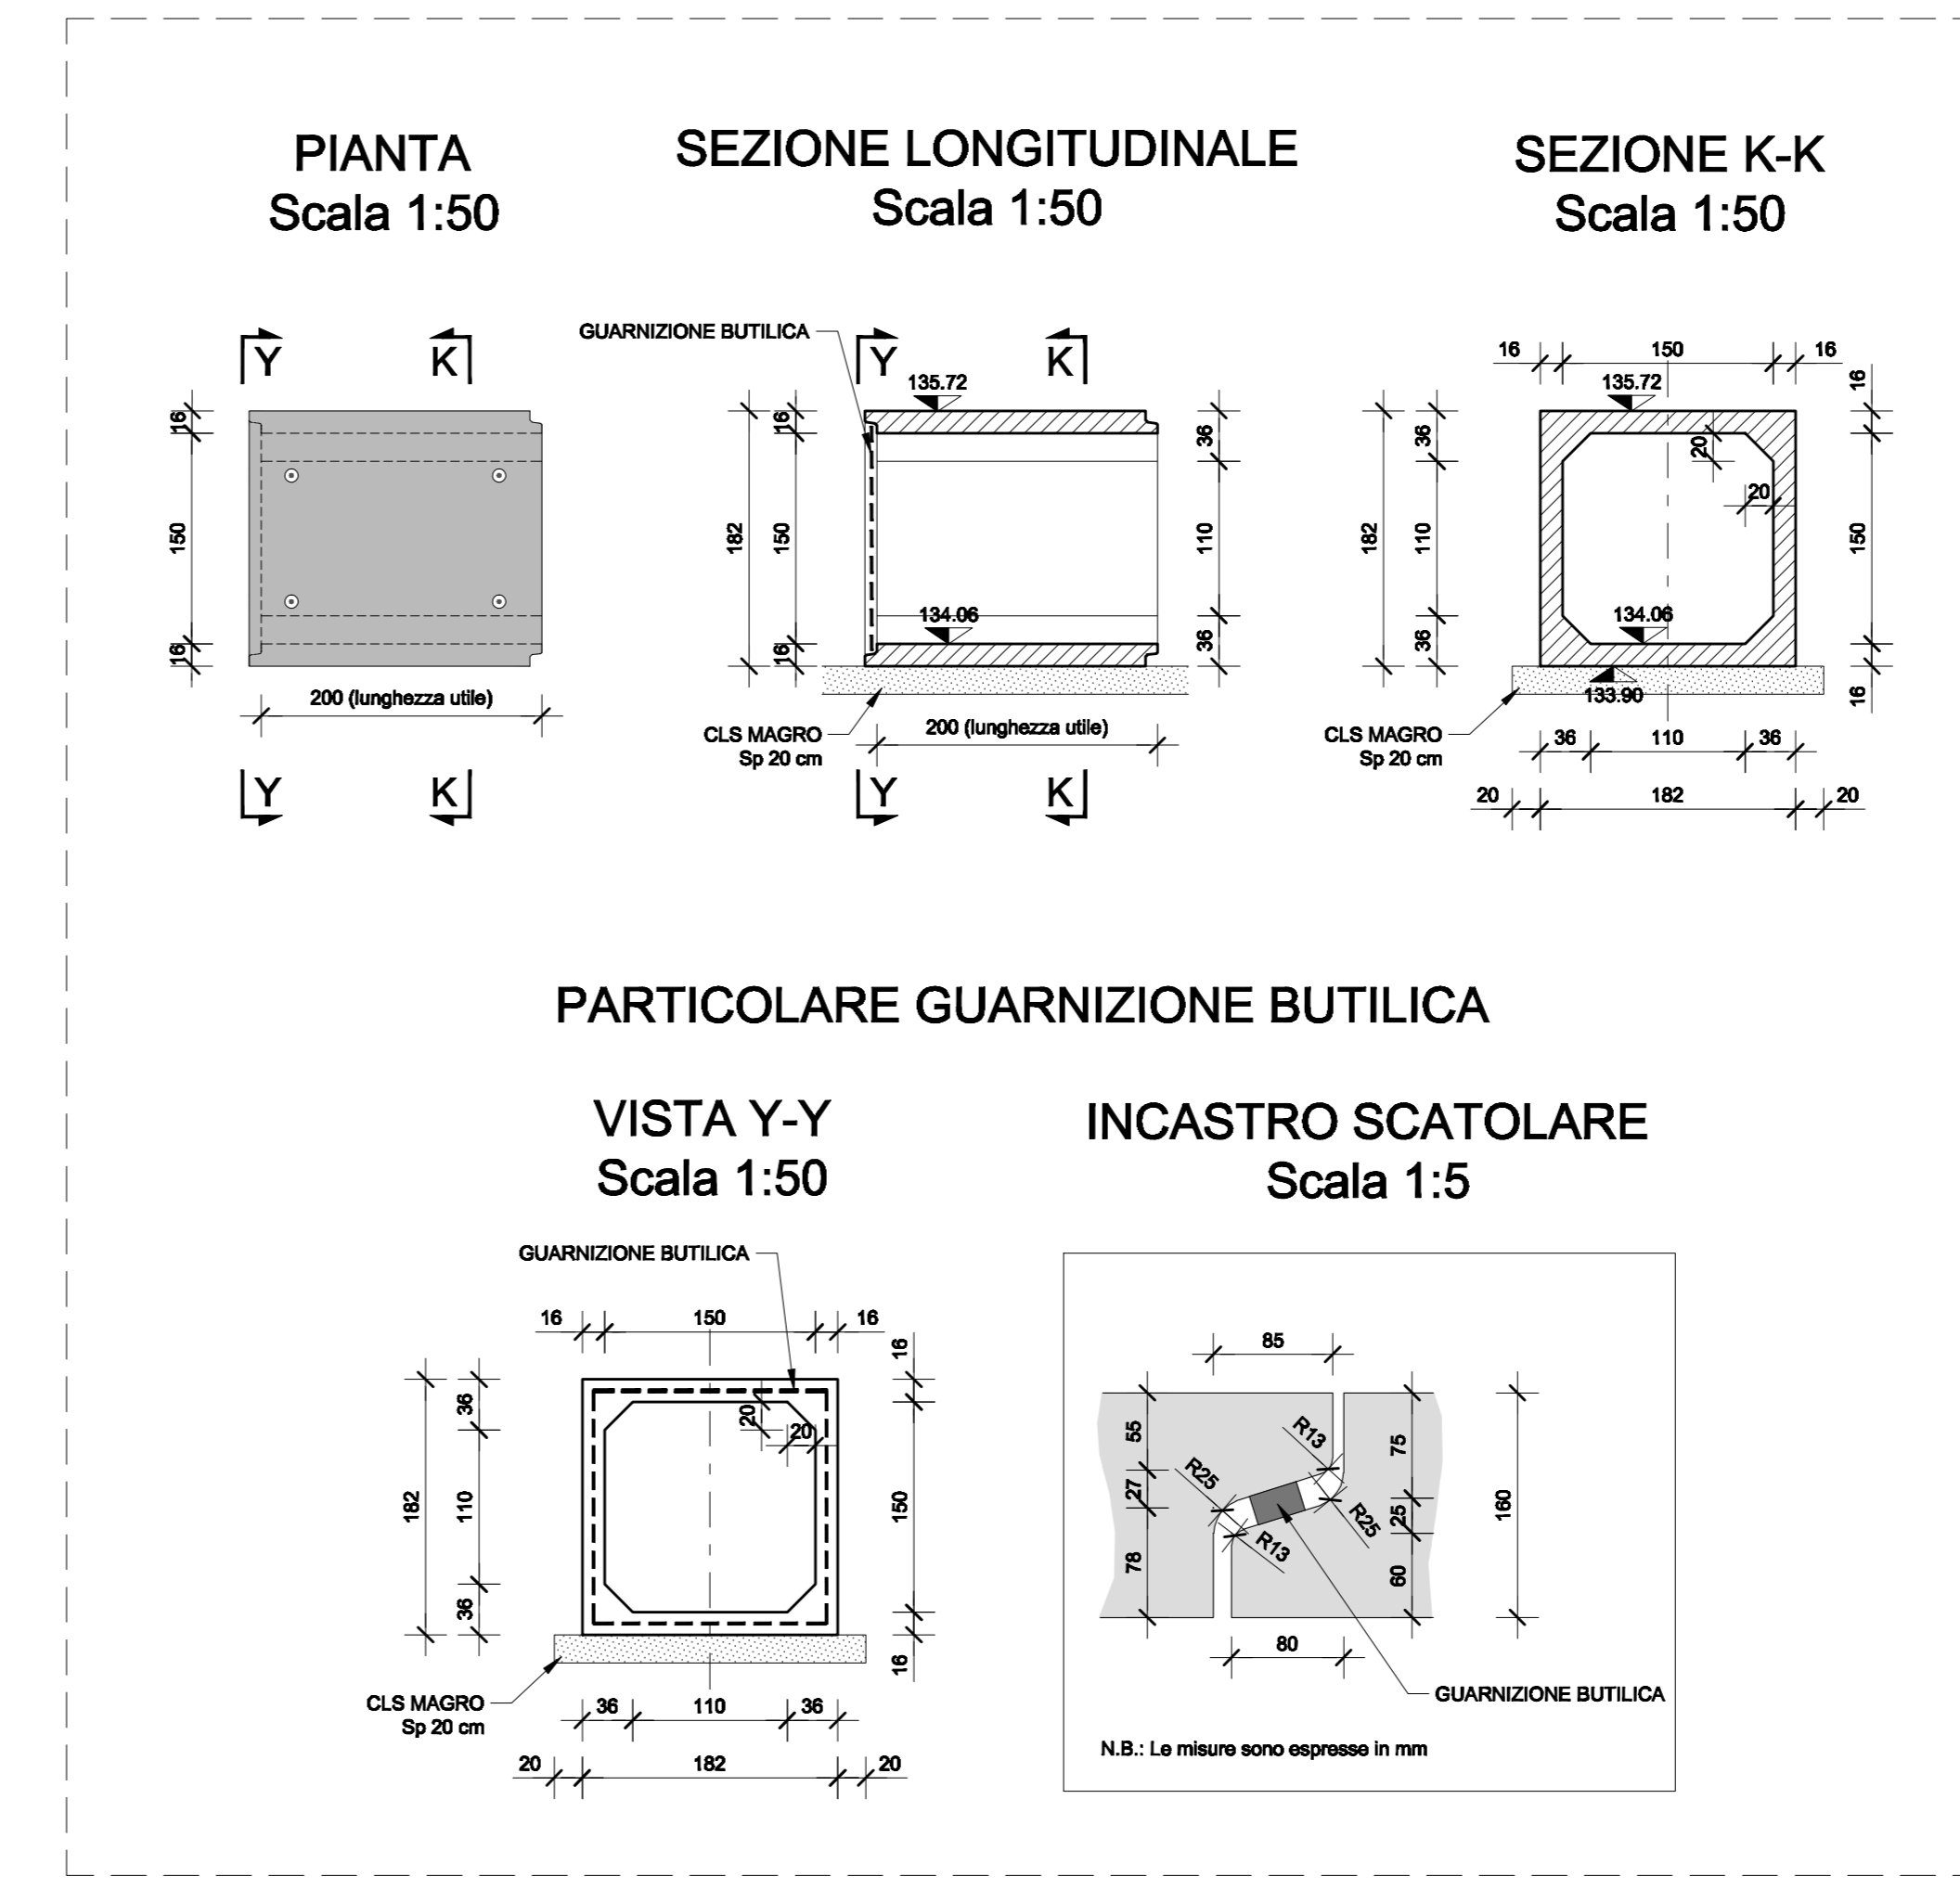 PIANTA
Scala 1:50
SEZIONE LONGITUDINALE
Scala 1:50
SEZIONE K-K
Scala 1:50
Y K
16
150
16
200 (lunghezza utile)
Y K
GUARNIZIONE BUTILICA
Y K
135.72
182
16
150
16
36
110
36
134.06
CLS MAGRO
Sp 20 cm
200 (lunghezza utile)
Y K
16 150 16
135.72
16
182
36
110
36
20
20
150
134.06
133.90
16
CLS MAGRO
Sp 20 cm
36 110 36
20 182 20
PARTICOLARE GUARNIZIONE BUTILICA
VISTA Y-Y
Scala 1:50
INCASTRO SCATOLARE
Scala 1:5
GUARNIZIONE BUTILICA
16 150 16
16
182
36
110
36
20
20
150
16
CLS MAGRO
Sp 20 cm
36 110 36
20 182 20
85
55
27
78
R25
R13
R13
R25
75
25
60
160
80
GUARNIZIONE BUTILICA
N.B.: Le misure sono espresse in mm